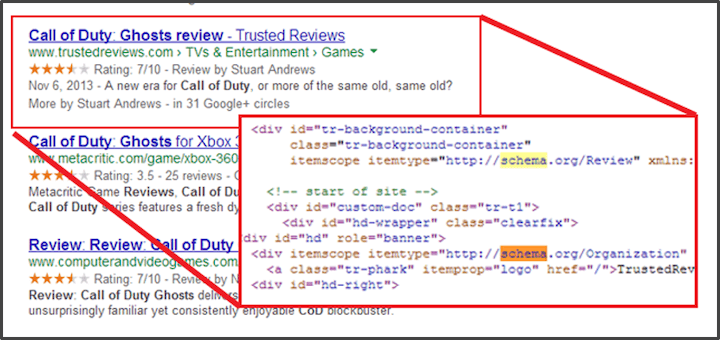 Call of Duty: Ghosts review - Trusted Reviews
www.trustedreviews.com › TVs & Entertainment › Games
Rating: 7/10 - Review by Stuart Andrews
Nov 6, 2013 - A new era for Call of Duty, or more of the same old, same old?
More by Stuart Andrews - in 31 Google+ circles
Call of Duty: Ghosts for Xbox 3
www.metacritic.com/game/xbox-360
Rating: 3.5 - 25 reviews -
Metacritic Game Reviews, Call of D
Call of Duty series features a fresh dy
Review: Review: Call of Duty
www.computerandvideogames.com/
Rating: 7/10 - Review by N
Review: Call of Duty Ghosts delivers
unsurprisingly familiar yet consistently enjoyable CoD blockbuster.
<div id="tr-background-container"
class="tr-background-container"
itemscope itemtype="http://schema.org/Review" xmlns:
<!-- start of site -->
<div id="custom-doc" class="tr-t1">
<div id="hd-wrapper" class="clearfix">
div id="hd" role="banner">
<div itemscope itemtype="http://schema.org/Organization"
<a class="tr-phark" itemprop="logo" href="/">TrustedRev
<div id="hd-right">